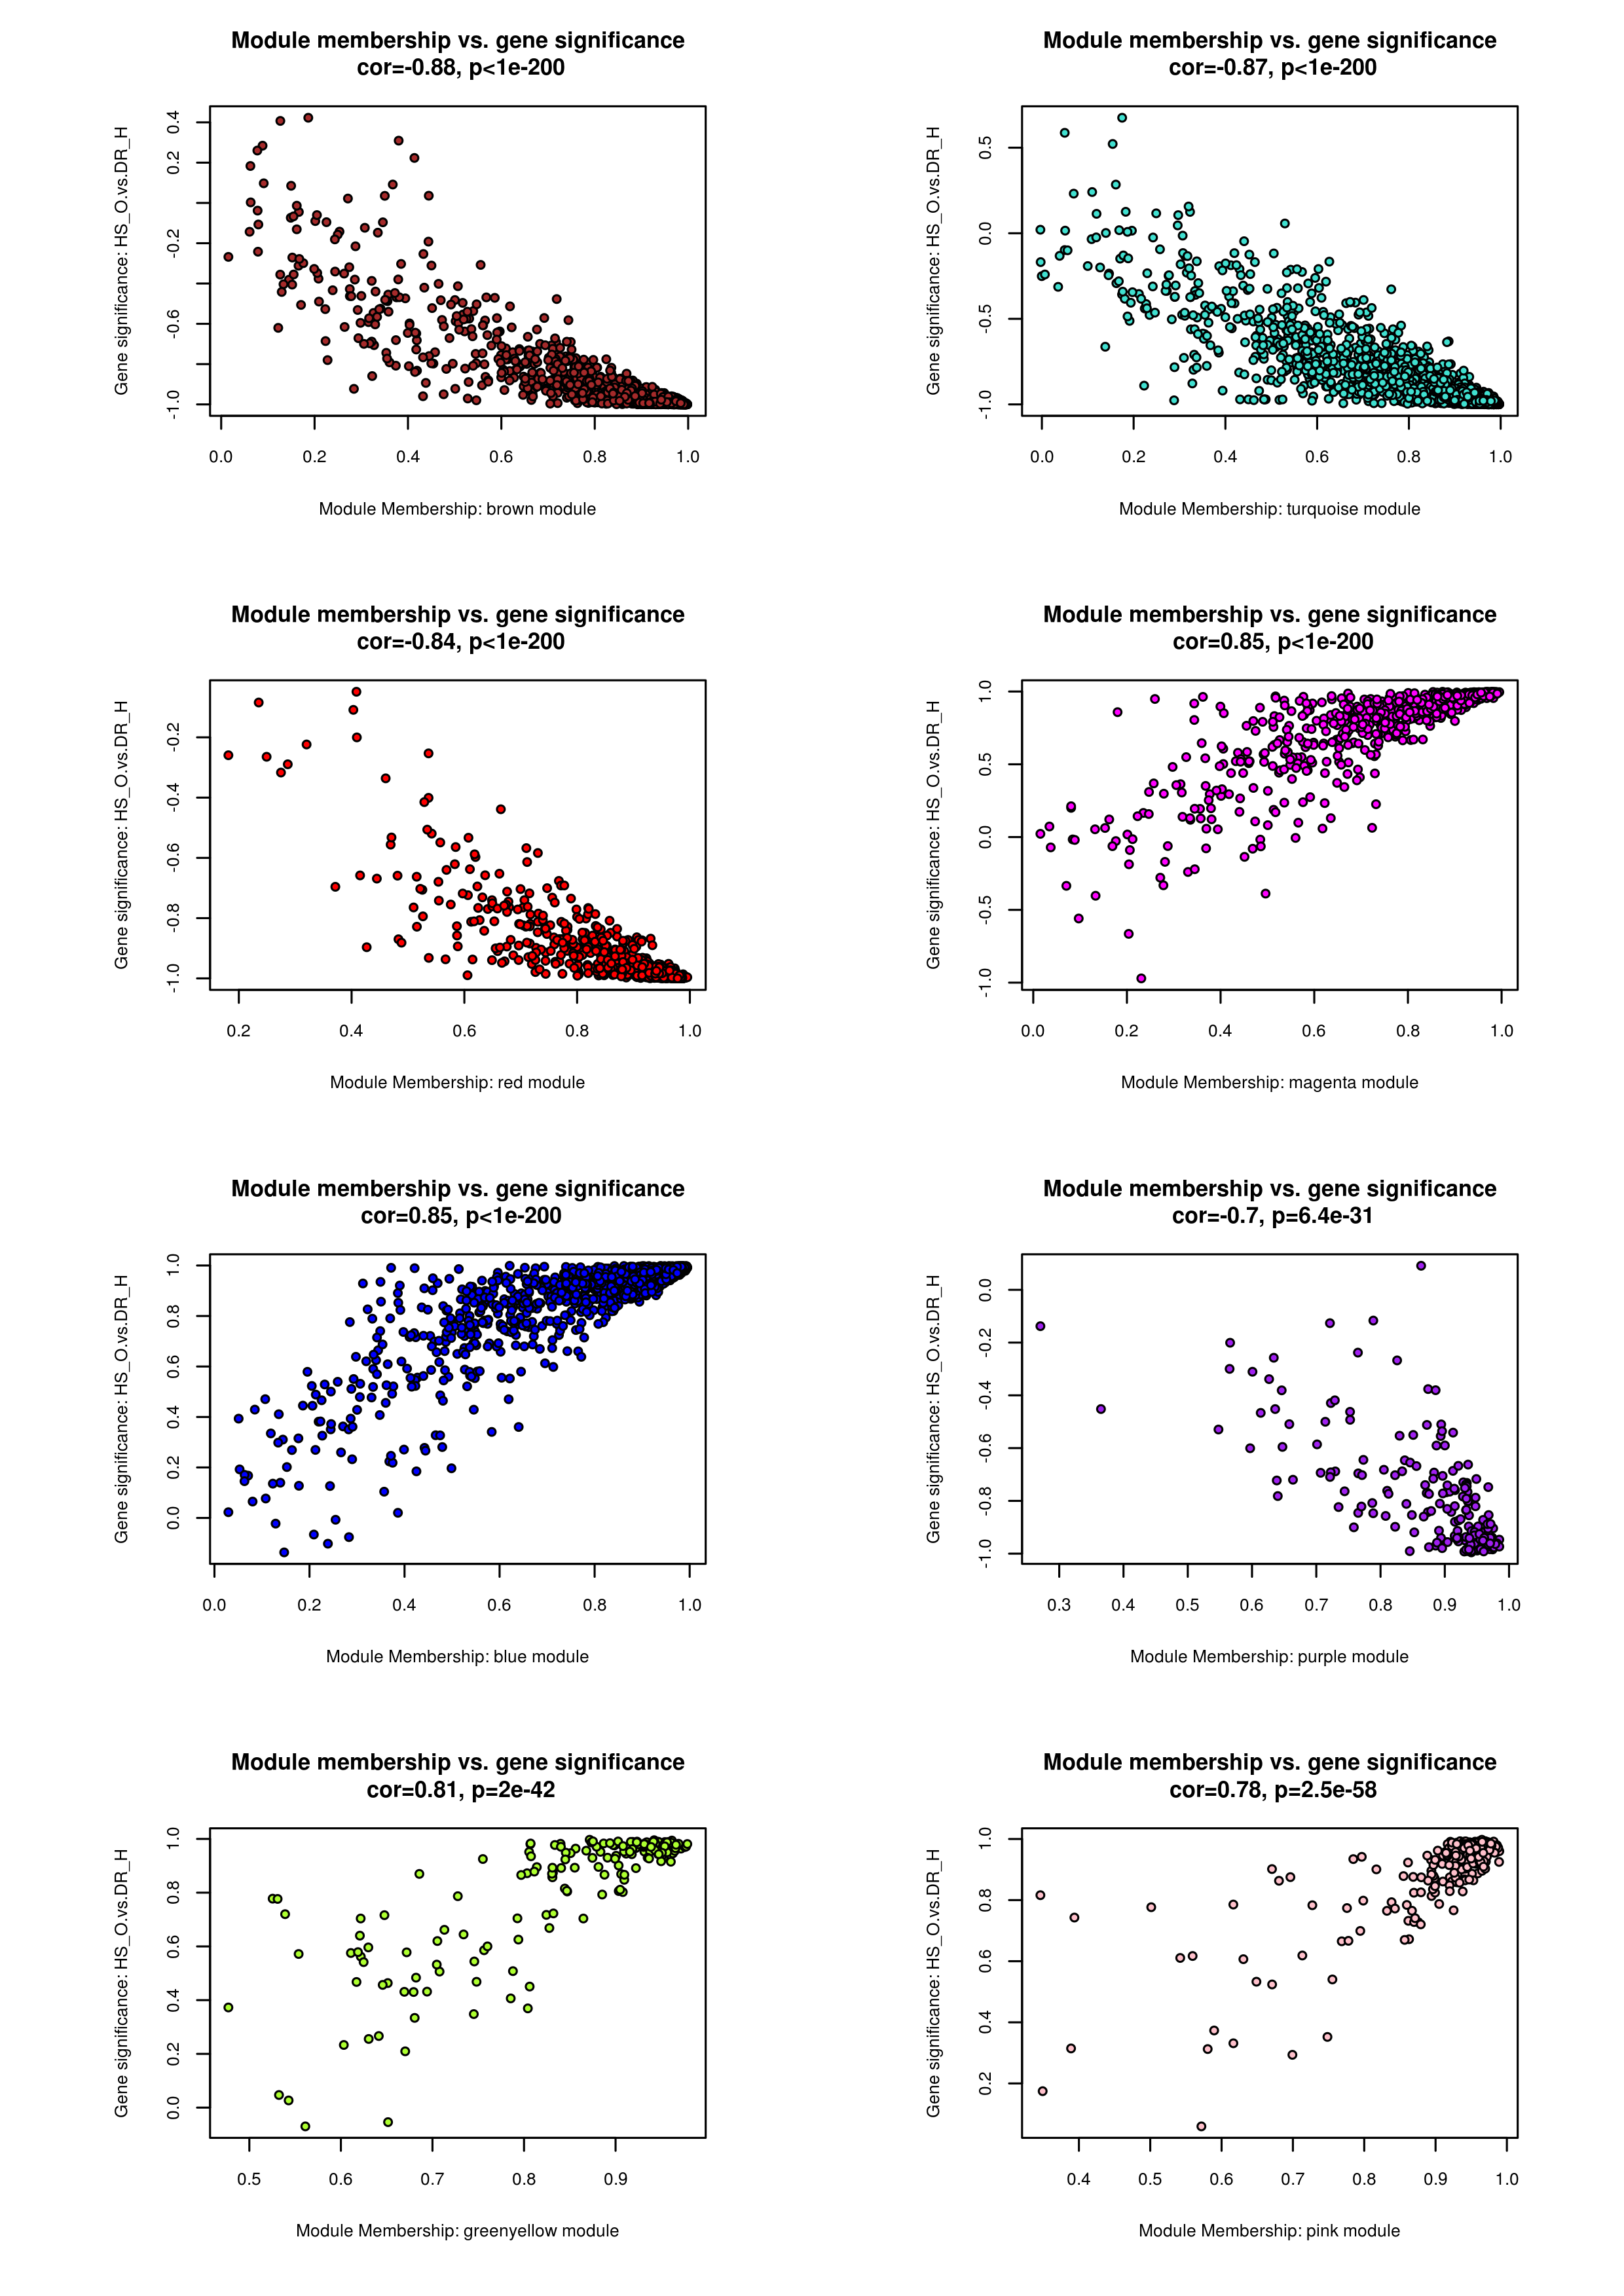 Module membership vs. gene significance
cor=-0.88, p<1e-200
Gene significance: HS_O.vs.DR_H
0.4
0.2
-0.2
-0.6
-1.0
0.0 0.2 0.4 0.6 0.8 1.0
Module Membership: brown module
Module membership vs. gene significance
cor=-0.87, p<1e-200
Gene significance: HS_O.vs.DR_H
0.5
0.0
-0.5
-1.0
0.0 0.2 0.4 0.6 0.8 1.0
Module Membership: turquoise module
Module membership vs. gene significance
cor=-0.84, p<1e-200
Gene significance: HS_O.vs.DR_H
-0.2
-0.4
-0.6
-0.8
-1.0
0.2 0.4 0.6 0.8 1.0
Module Membership: red module
Module membership vs. gene significance
cor=0.85, p<1e-200
Gene significance: HS_O.vs.DR_H
1.0
0.5
0.0
-0.5
-1.0
0.0 0.2 0.4 0.6 0.8 1.0
Module Membership: magenta module
Module membership vs. gene significance
cor=0.85, p<1e-200
Gene significance: HS_O.vs.DR_H
1.0
0.8
0.6
0.4
0.2
0.0
0.0 0.2 0.4 0.6 0.8 1.0
Module Membership: blue module
Module membership vs. gene significance
cor=-0.7, p=6.4e-31
Gene significance: HS_O.vs.DR_H
0.0
-0.2
-0.4
-0.6
-0.8
-1.0
0.3 0.4 0.5 0.6 0.7 0.8 0.9 1.0
Module Membership: purple module
Module membership vs. gene significance
cor=0.81, p=2e-42
Gene significance: HS_O.vs.DR_H
1.0
0.8
0.6
0.4
0.2
0.0
0.5 0.6 0.7 0.8 0.9
Module Membership: greenyellow module
Module membership vs. gene significance
cor=0.78, p=2.5e-58
Gene significance: HS_O.vs.DR_H
1.0
0.8
0.6
0.4
0.2
0.4 0.5 0.6 0.7 0.8 0.9 1.0
Module Membership: pink module